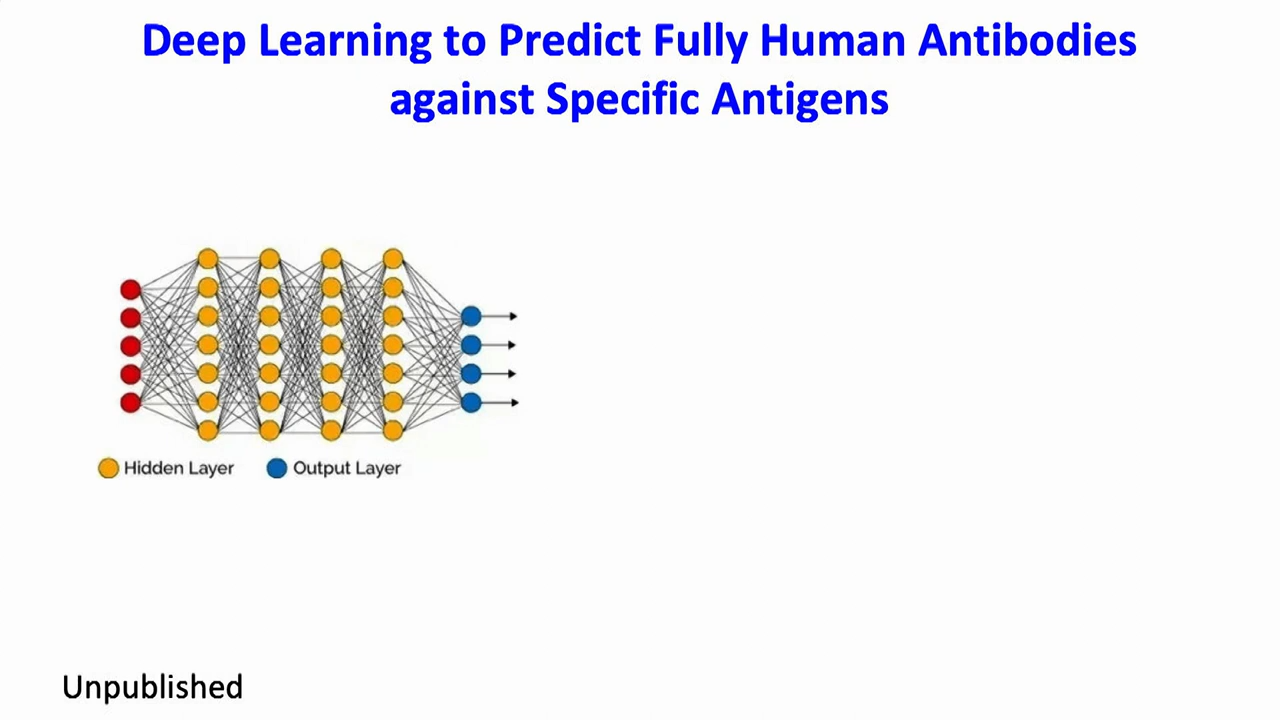 Deep Learning to Predict Fully Human Antibodies
against Specific Antigens
Hidden Layer
Output Layer
Unpublished